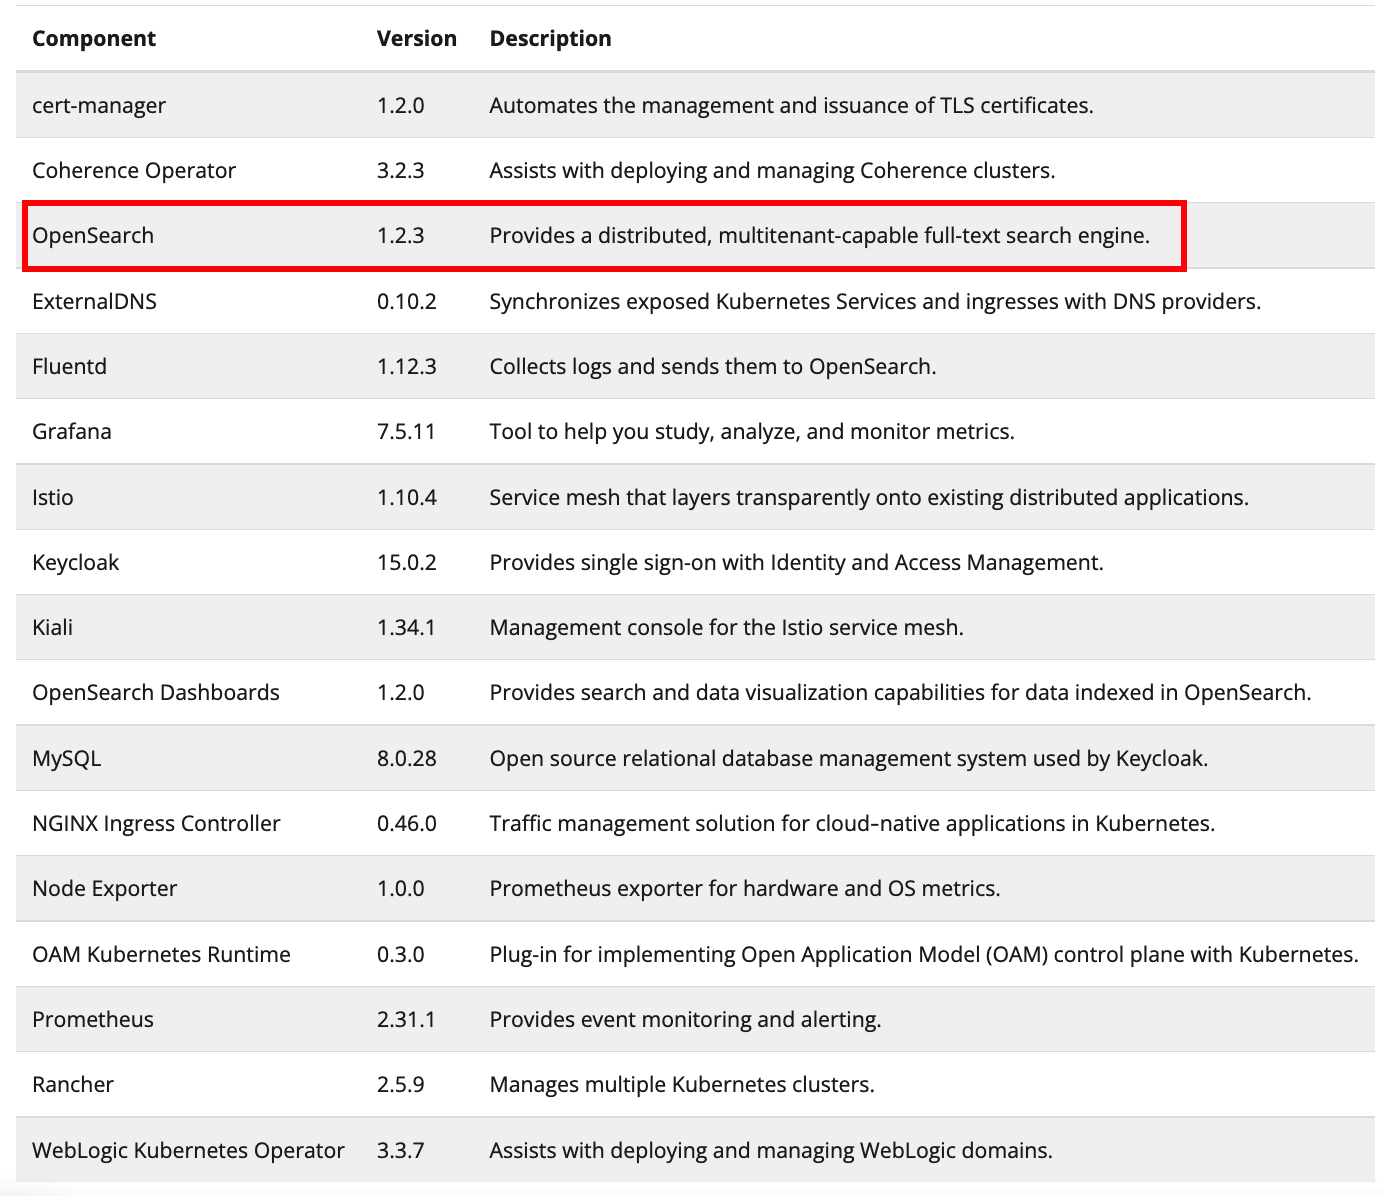 Component Version Description
cert-manager 1.2.0 Automates the management and issuance of TLS certificates.
Coherence Operator 3.2.3 Assists with deploying and managing Coherence clusters.
OpenSearch 1.2.3 Provides a distributed, multitenant-capable full-text search engine.
ExternalDNS 0.10.2 Synchronizes exposed Kubernetes Services and ingresses with DNS providers.
Fluentd 1.12.3 Collects logs and sends them to OpenSearch.
Grafana 7.5.11 Tool to help you study, analyze, and monitor metrics.
Istio 1.10.4 Service mesh that layers transparently onto existing distributed applications.
Keycloak 15.0.2 Provides single sign-on with Identity and Access Management.
Kiali 1.34.1 Management console for the Istio service mesh.
OpenSearch Dashboards 1.2.0 Provides search and data visualization capabilities for data indexed in OpenSearch.
MySQL 8.0.28 Open source relational database management system used by Keycloak.
NGINX Ingress Controller 0.46.0 Traffic management solution for cloud‑native applications in Kubernetes.
Node Exporter 1.0.0 Prometheus exporter for hardware and OS metrics.
OAM Kubernetes Runtime 0.3.0 Plug-in for implementing Open Application Model (OAM) control plane with Kubernetes.
Prometheus 2.31.1 Provides event monitoring and alerting.
Rancher 2.5.9 Manages multiple Kubernetes clusters.
WebLogic Kubernetes Operator 3.3.7 Assists with deploying and managing WebLogic domains.